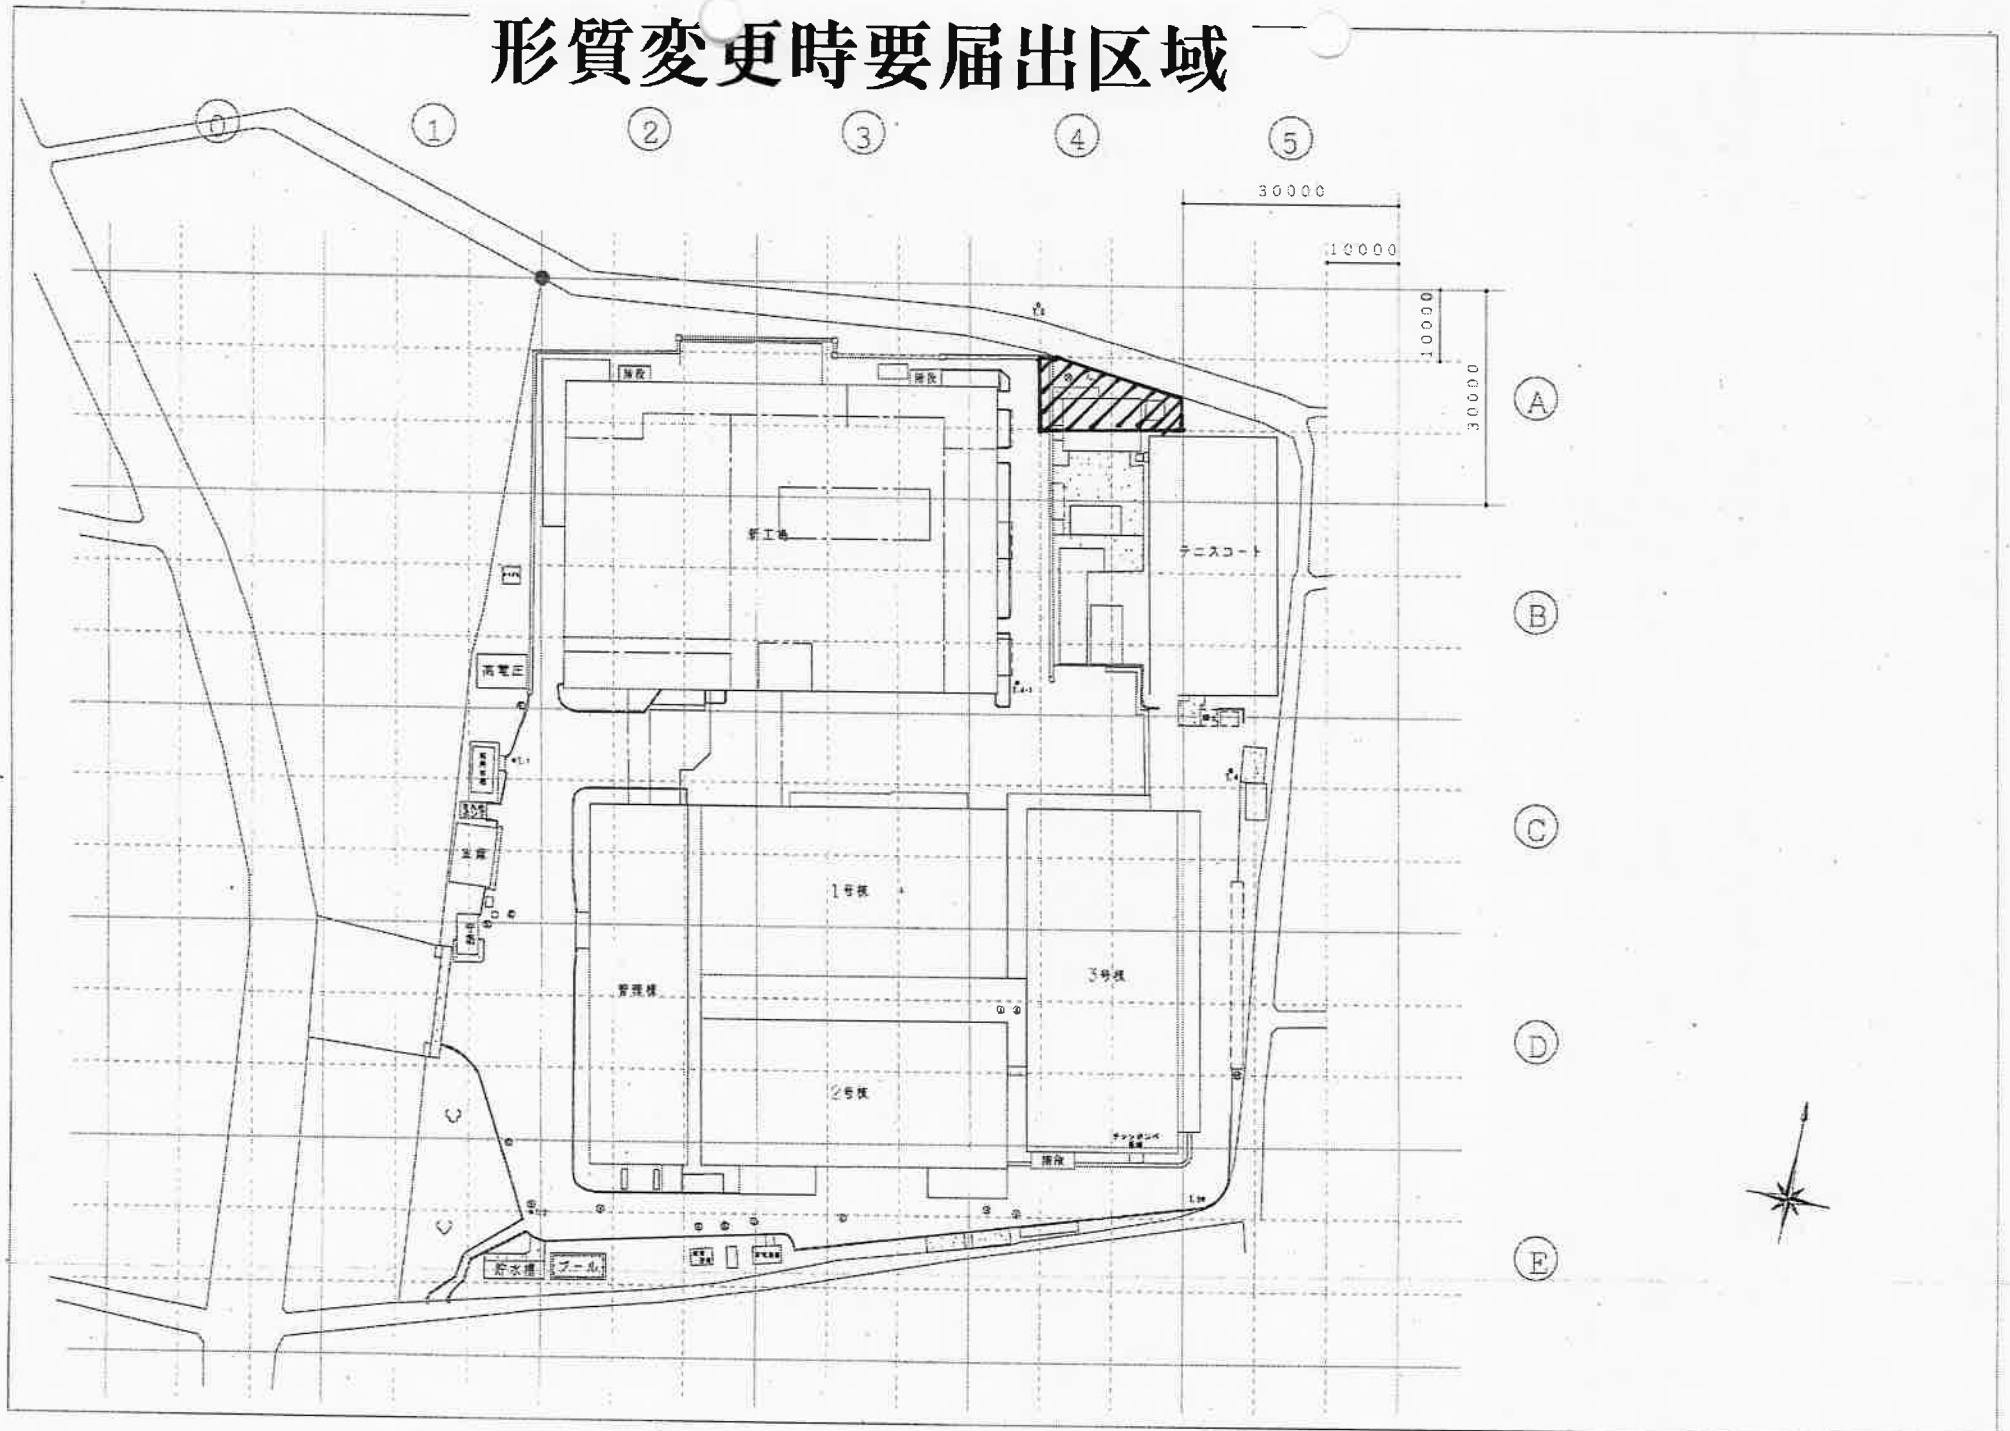 形質変更時要届出区域
0 1 2 3 4 5
30000
10000
10000
30000
A
階段
階段
新工場
テニスコート
B
高電圧
C
1号棟
3号棟
管理棟
D
2号棟
階段
貯水槽
プール
E